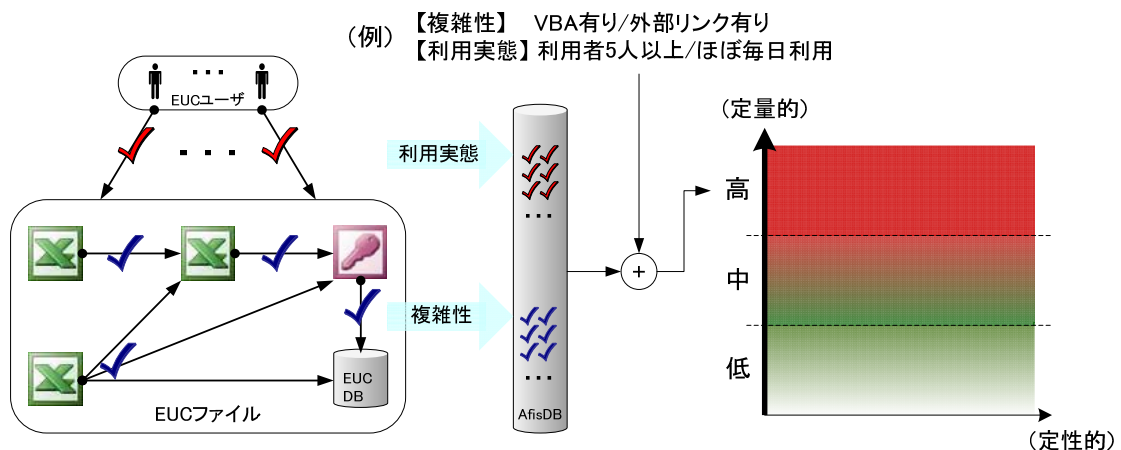 (例)
【複雑性】 VBA有り/外部リンク有り
【利用実態】利用者5人以上/ほぼ毎日利用
EUCユーザ
利用実態
複雑性
EUC
DB
EUCファイル
AfisDB
+
(定量的)
高
中
低
(定性的)